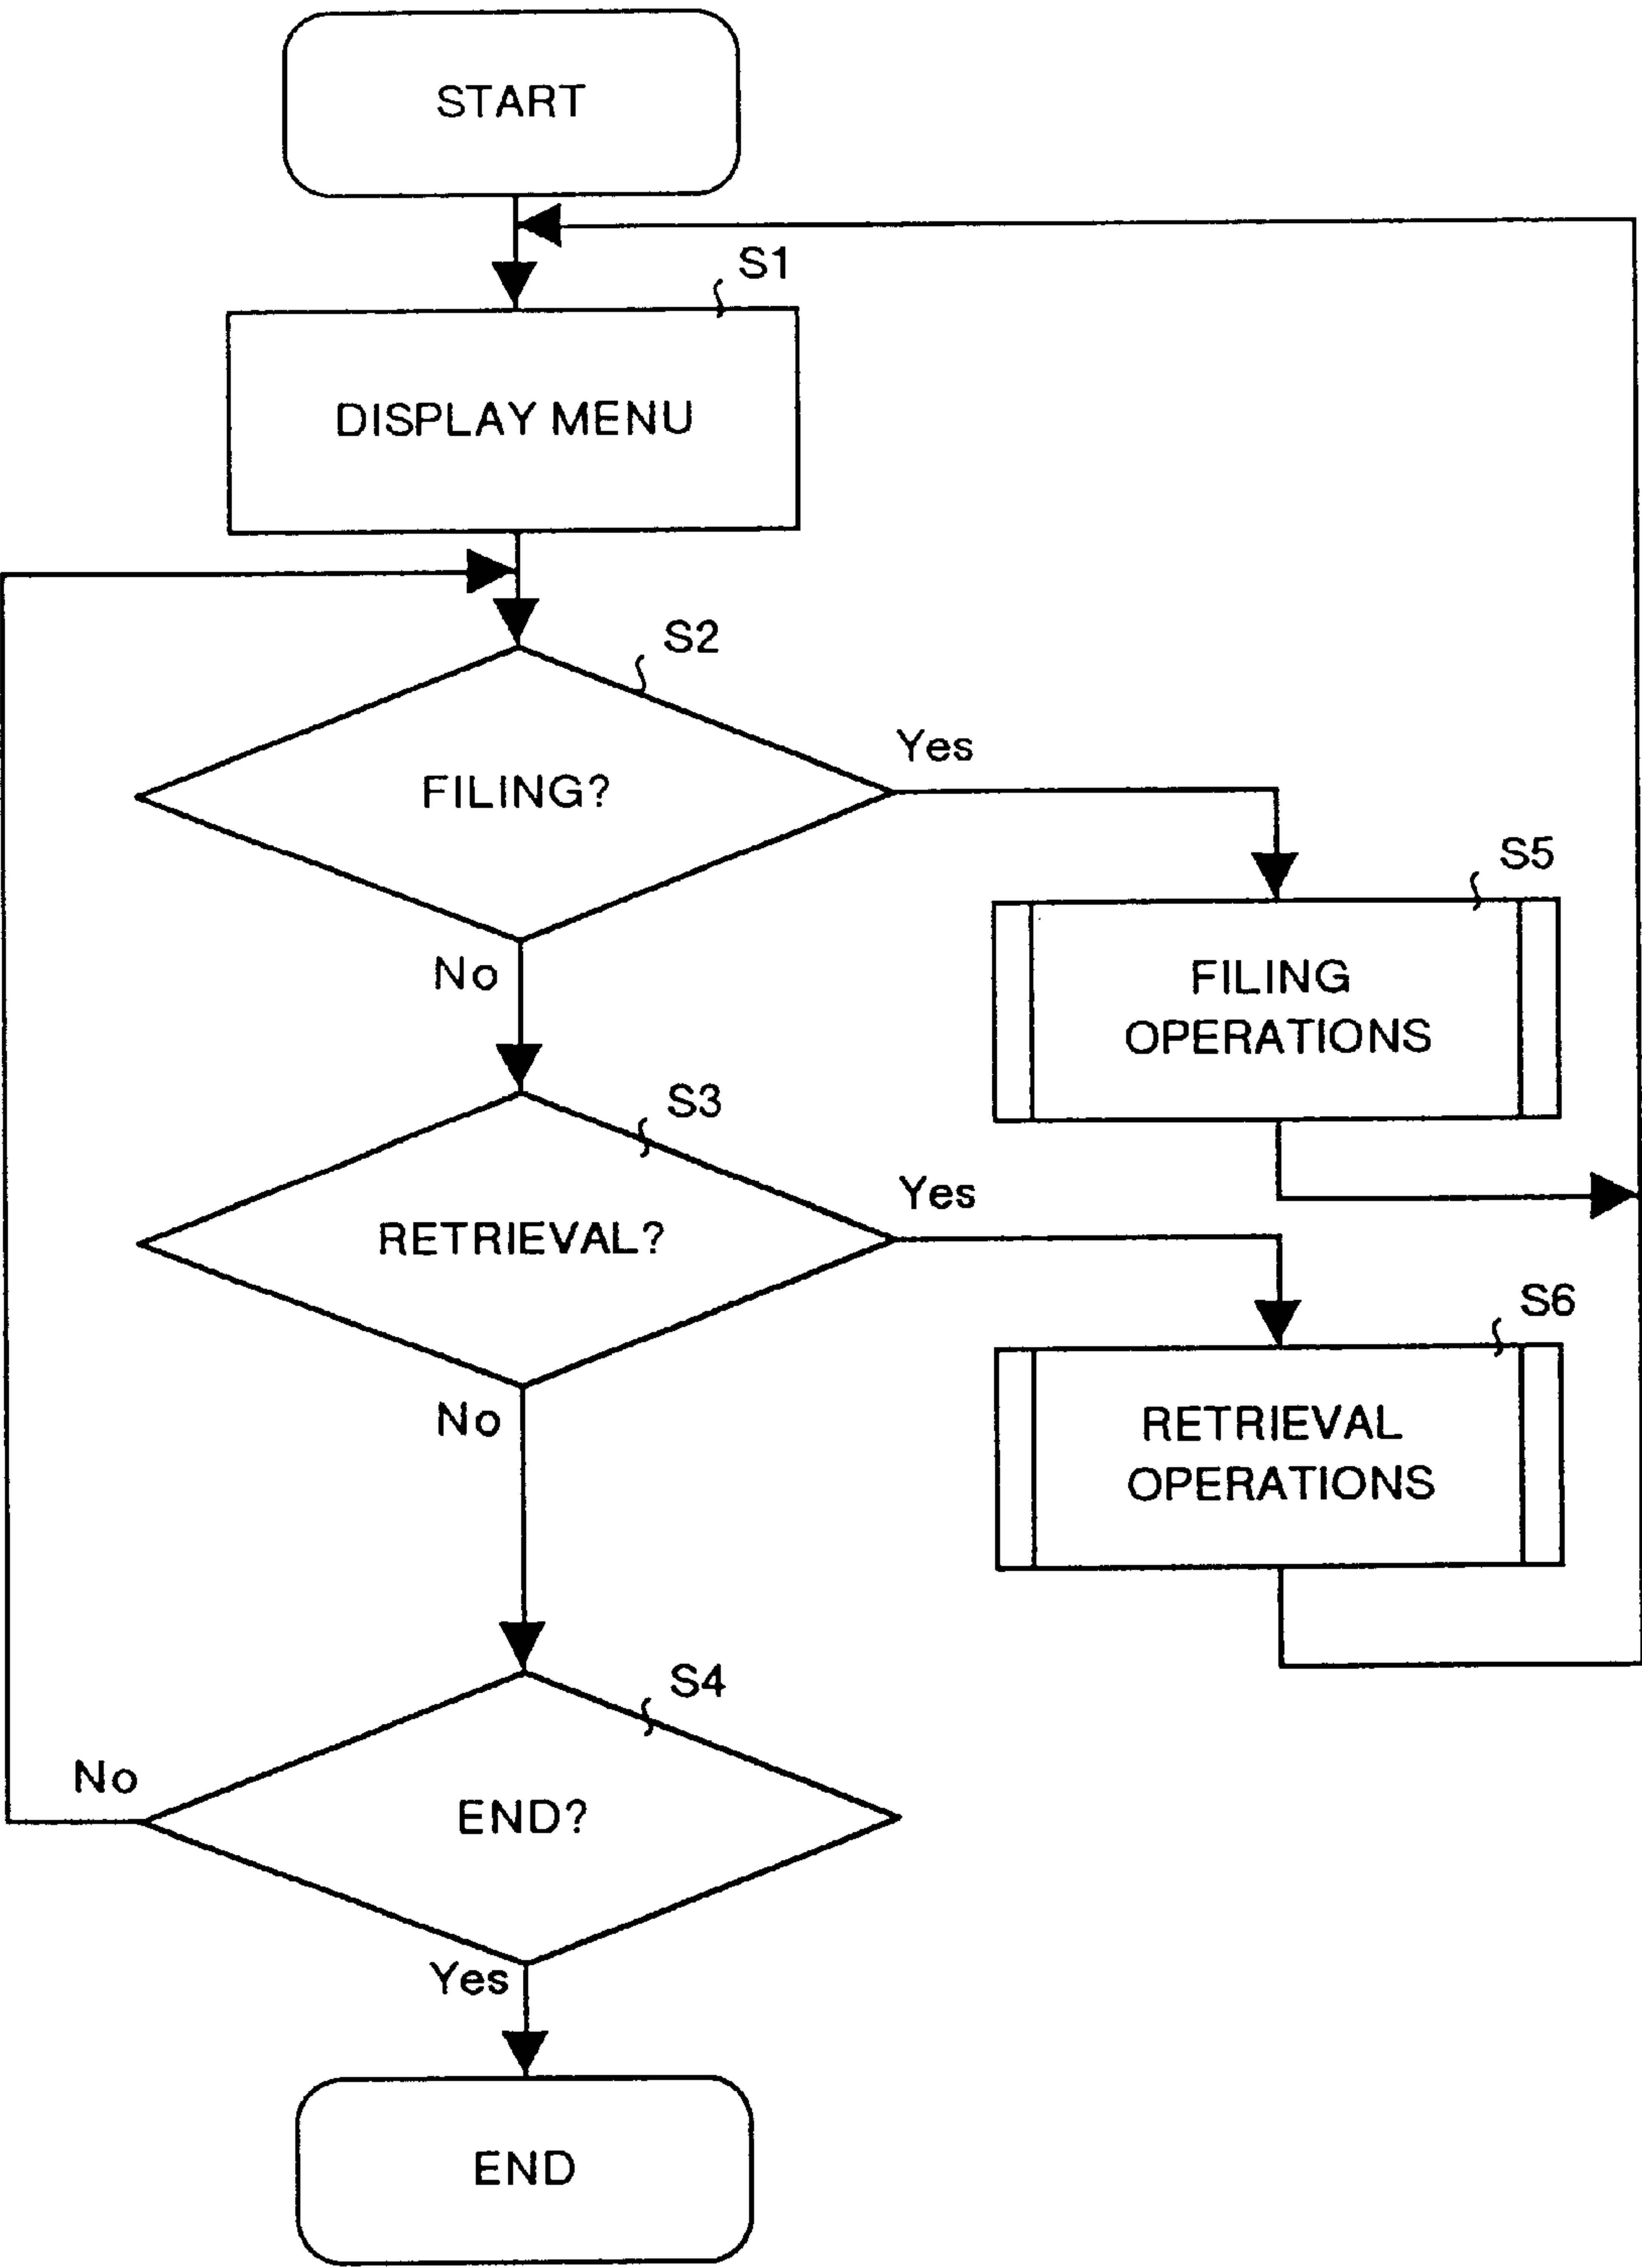 START
S1
DISPLAY MENU
S2
FILING?
Yes
No
S5
FILING
OPERATIONS
S3
RETRIEVAL?
Yes
No
S6
RETRIEVAL
OPERATIONS
S4
END?
No
Yes
END